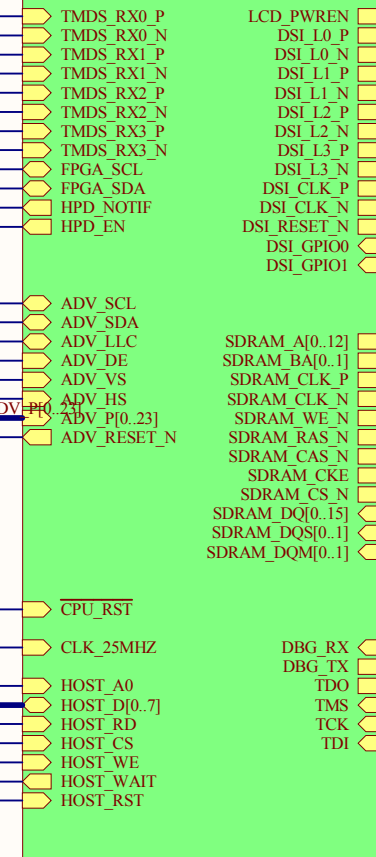 TMDS_RX0_P
TMDS_RX0_N
TMDS_RX1_P
TMDS_RX1_N
TMDS_RX2_P
TMDS_RX2_N
TMDS_RX3_P
TMDS_RX3_N
FPGA_SCL
FPGA_SDA
HPD_NOTIF
HPD_EN
ADV_SCL
ADV_SDA
ADV_LLC
ADV_DE
ADV_VS
ADV_HS
DV_P[0..23]
ADV_P[0..23]
ADV_RESET_N
CPU_RST
CLK_25MHZ
HOST_A0
HOST_D[0..7]
HOST_RD
HOST_CS
HOST_WE
HOST_WAIT
HOST_RST
LCD_PWREN
DSI_L0_P
DSI_L0_N
DSI_L1_P
DSI_L1_N
DSI_L2_P
DSI_L2_N
DSI_L3_P
DSI_L3_N
DSI_CLK_P
DSI_CLK_N
DSI_RESET_N
DSI_GPIO0
DSI_GPIO1
SDRAM_A[0..12]
SDRAM_BA[0..1]
SDRAM_CLK_P
SDRAM_CLK_N
SDRAM_WE_N
SDRAM_RAS_N
SDRAM_CAS_N
SDRAM_CKE
SDRAM_CS_N
SDRAM_DQ[0..15]
SDRAM_DQS[0..1]
SDRAM_DQM[0..1]
DBG_RX
DBG_TX
TDO
TMS
TCK
TDI